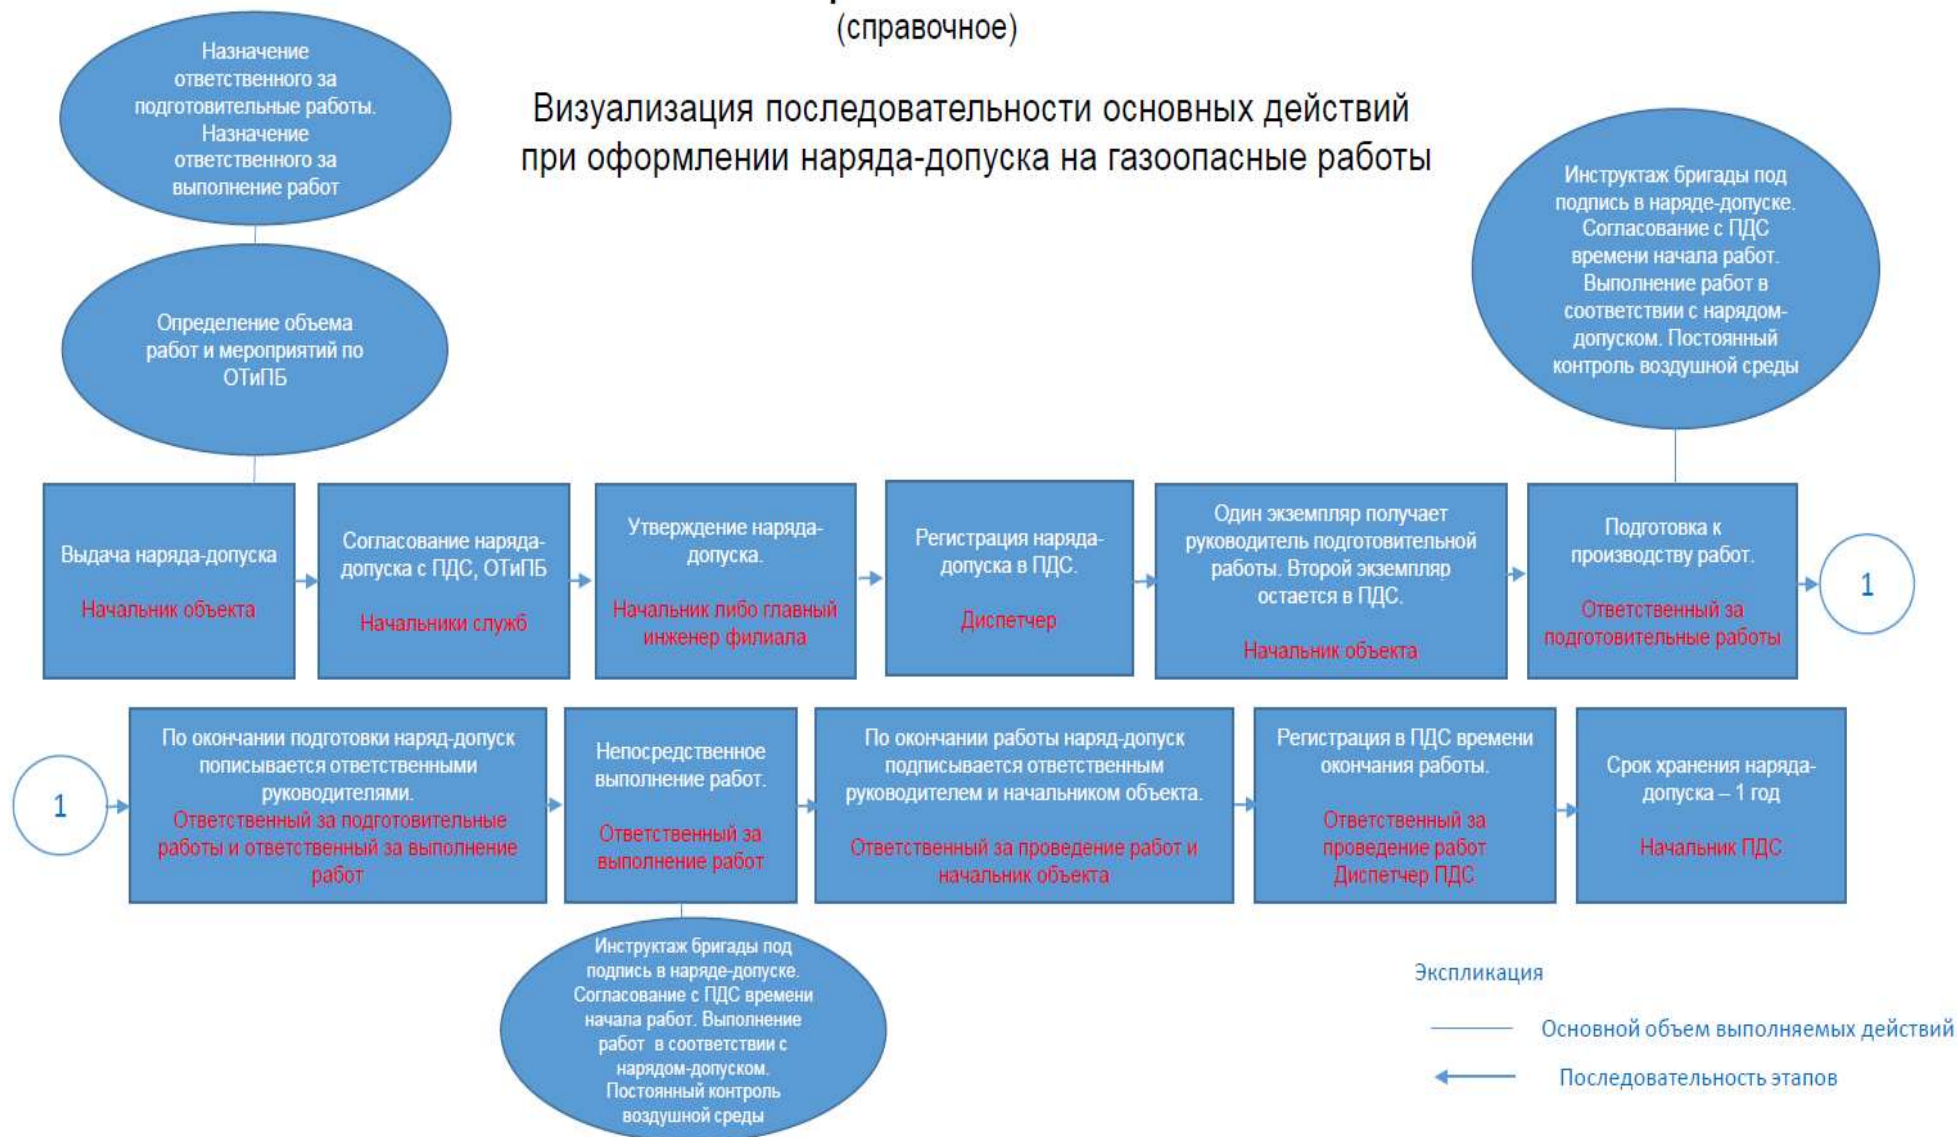 (справочное)
Визуализация последовательности основных действий
при оформлении наряда-допуска на газоопасные работы
Назначение
ответственного за
подготовительные работы.
Назначение
ответственного за
выполнение работ
Определение объема
работ и мероприятий по
ОТиПБ
Инструктаж бригады под
подпись в наряде-допуске.
Согласование с ПДС
времени начала работ.
Выполнение работ в
соответствии с нарядом-
допуском. Постоянный
контроль воздушной среды
Выдача наряда-допуска
Начальник объекта
Согласование наряда-
допуска с ПДС, ОТиПБ
Начальники служб
Утверждение наряда-
допуска.
Начальник либо главный
инженер филиала
Регистрация наряда-
допуска в ПДС.
Диспетчер
Один экземпляр получает
руководитель подготовительной
работы. Второй экземпляр
остается в ПДС.
Начальник объекта
Подготовка к
производству работ.
Ответственный за
подготовительные работы
1
1
По окончании подготовки наряд-допуск
пописывается ответственными
руководителями.
Ответственный за подготовительные
работы и ответственный за выполнение
работ
Непосредственное
выполнение работ.
Ответственный за
выполнение работ
По окончании работы наряд-допуск
подписывается ответственным
руководителем и начальником объекта.
Ответственный за проведение работ и
начальник объекта
Регистрация в ПДС времени
окончания работы.
Ответственный за
проведение работ
Диспетчер ПДС
Срок хранения наряда-
допуска – 1 год
Начальник ПДС
Инструктаж бригады под
подпись в наряде-допуске.
Согласование с ПДС времени
начала работ. Выполнение
работ в соответствии с
нарядом-допуском.
Постоянный контроль
воздушной среды
Экспликация
Основной объем выполняемых действий
Последовательность этапов